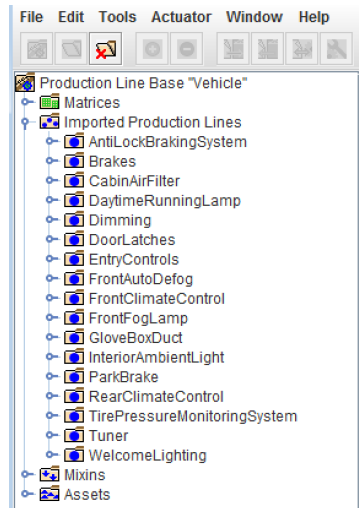 File Edit Tools Actuator Window Help
Production Line Base "Vehicle"
Matrices
Imported Production Lines
AntiLockBrakingSystem
Brakes
CabinAirFilter
DaytimeRunningLamp
Dimming
DoorLatches
EntryControls
FrontAutoDefog
FrontClimateControl
FrontFogLamp
GloveBoxDuct
InteriorAmbientLight
ParkBrake
RearClimateControl
TirePressureMonitoringSystem
Tuner
WelcomeLighting
Mixins
Assets